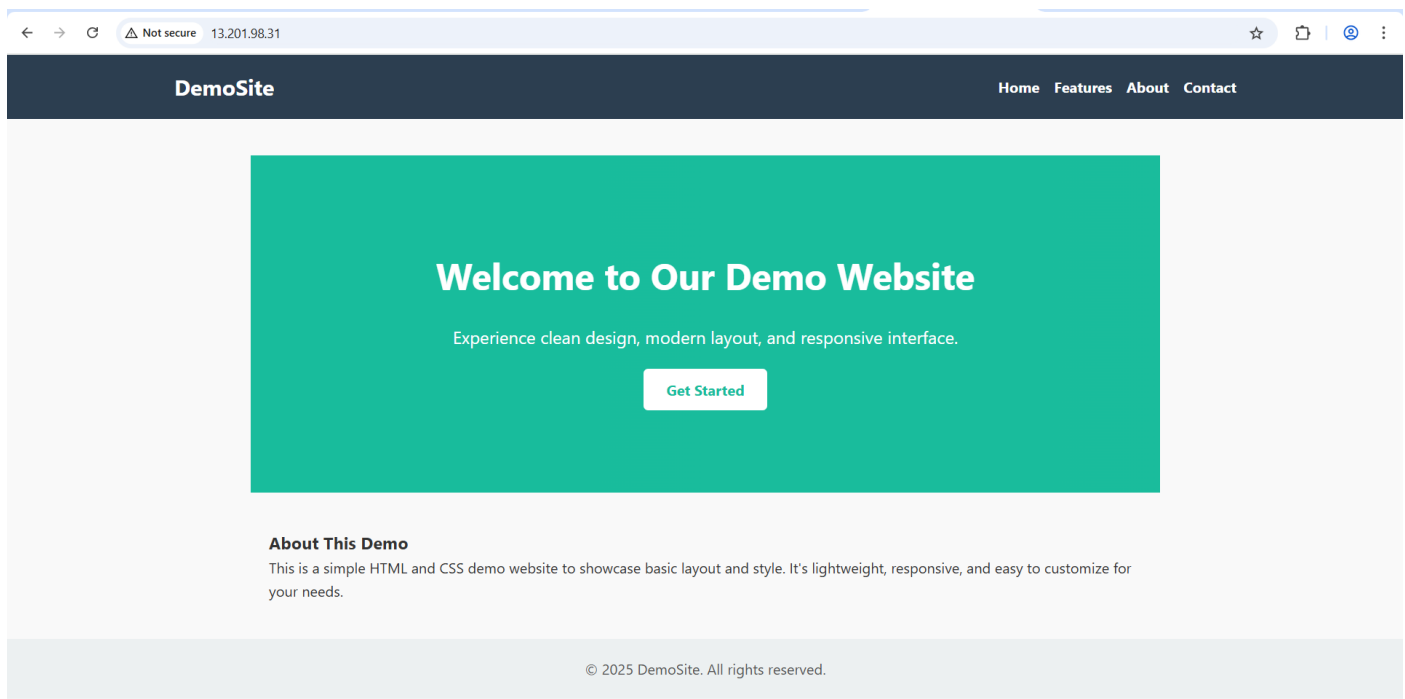 Not secure 13.201.98.31
DemoSite Home Features About Contact
Welcome to Our Demo Website
Experience clean design, modern layout, and responsive interface.
Get Started
About This Demo
This is a simple HTML and CSS demo website to showcase basic layout and style. It's lightweight, responsive, and easy to customize for
your needs.
© 2025 DemoSite. All rights reserved.